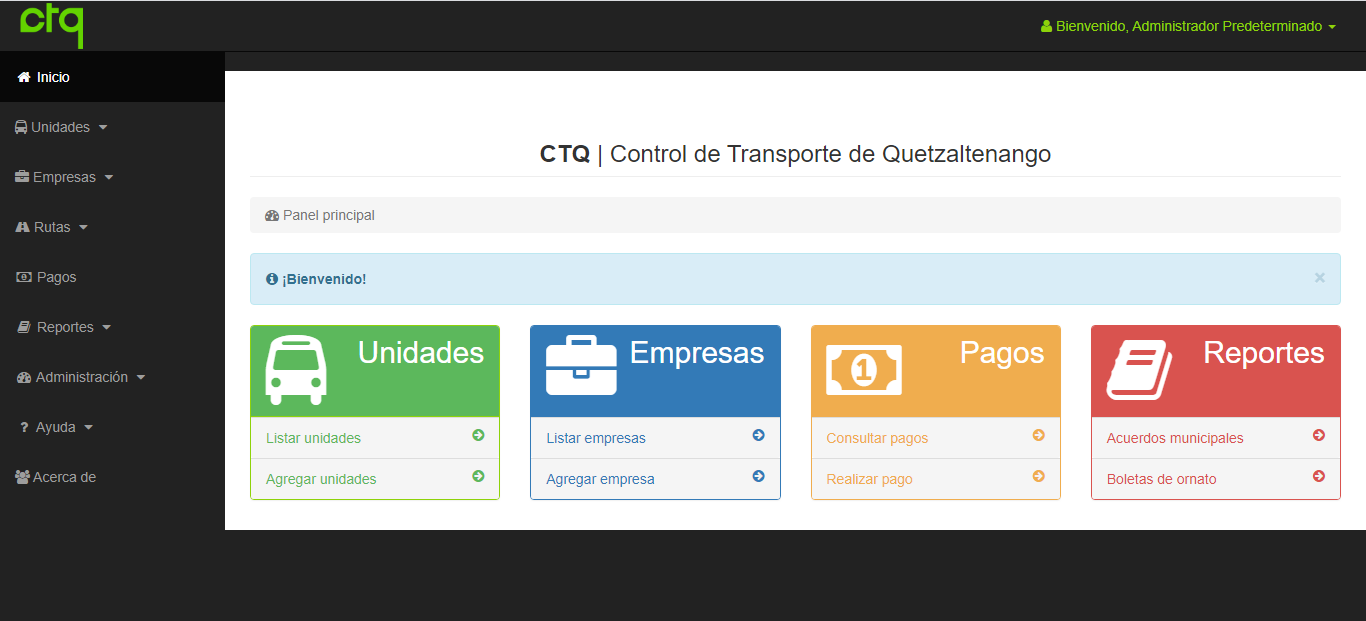 ctq
Bienvenido, Administrador Predeterminado
Inicio
Unidades
Empresas
Rutas
Pagos
Reportes
Administración
? Ayuda
Acerca de
CTQ | Control de Transporte de Quetzaltenango
Panel principal
¡Bienvenido! ×
Unidades
Listar unidades
Agregar unidades
Empresas
Listar empresas
Agregar empresa
1 Pagos
Consultar pagos
Realizar pago
Reportes
Acuerdos municipales
Boletas de ornato